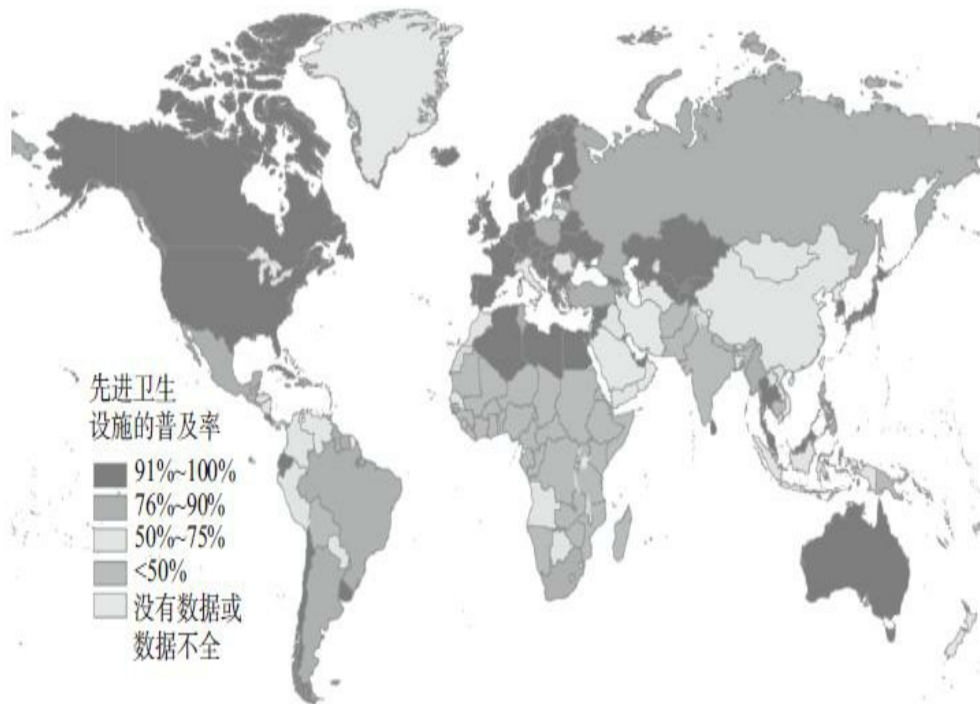 先进卫生
设施的普及率
91%~100%
76%~90%
50%~75%
<50%
没有数据或
数据不全